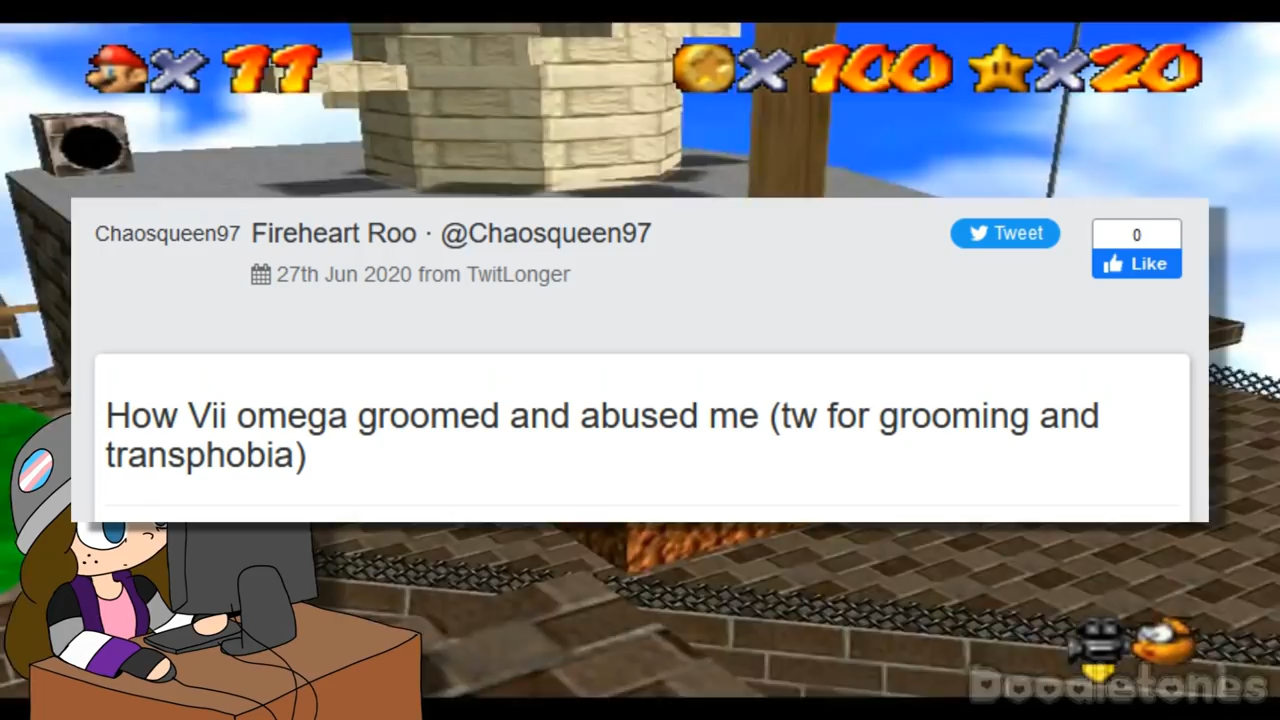 11 100 20
Chaosqueen97 Fireheart Roo · @Chaosqueen97 Tweet 0
27th Jun 2020 from TwitLonger Like
How Vii omega groomed and abused me (tw for grooming and
transphobia)
Doodletones